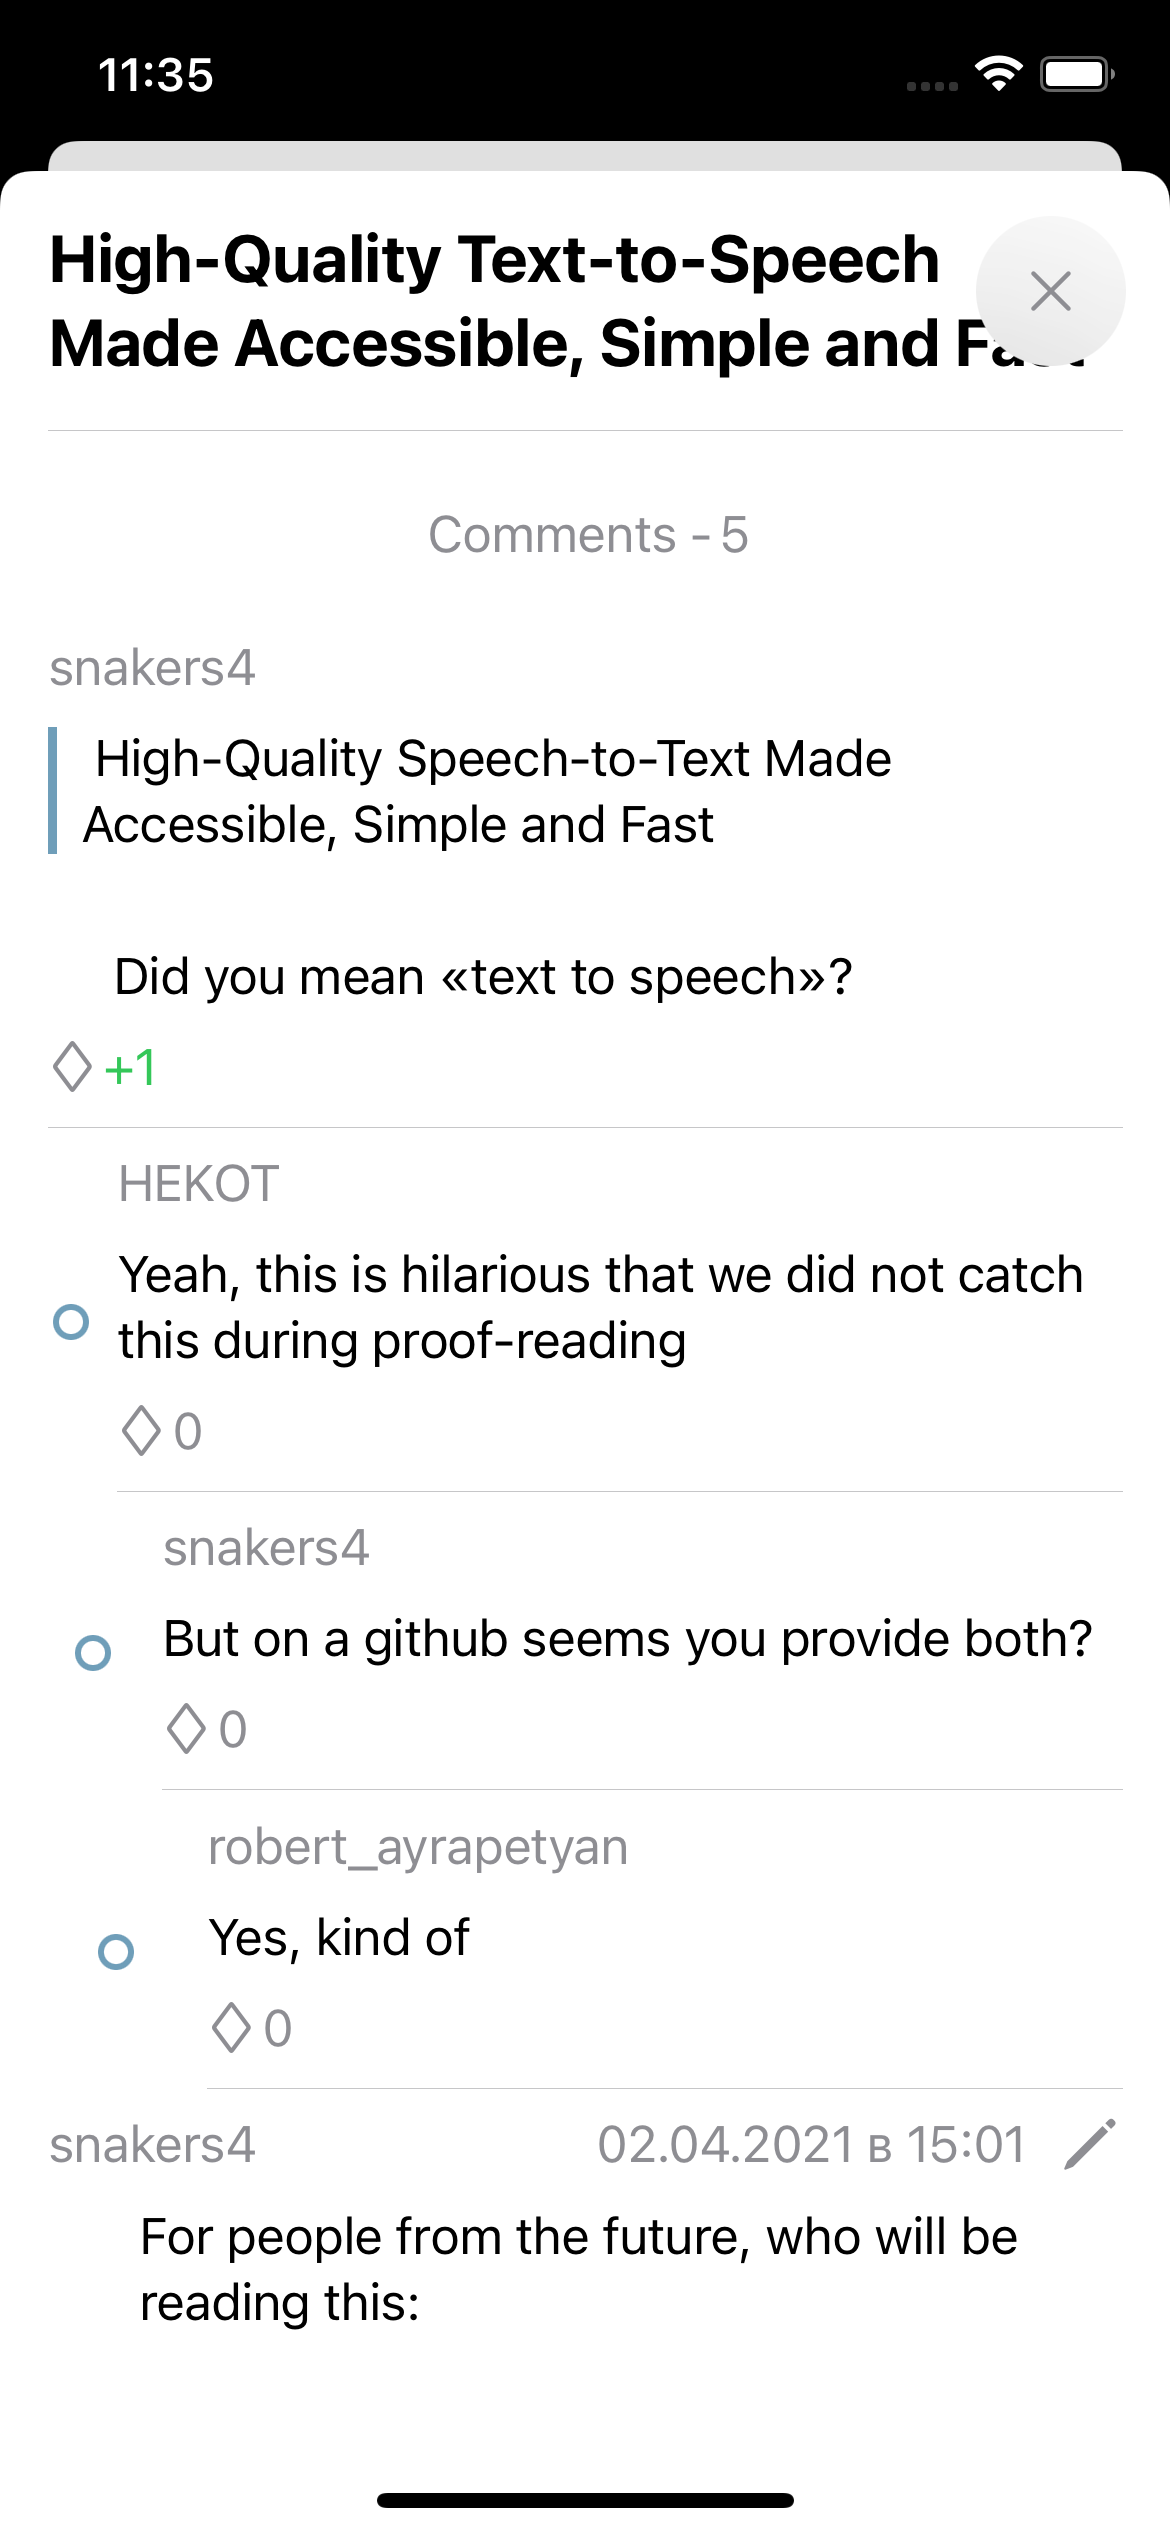 11:35
High-Quality Text-to-Speech
Made Accessible, Simple and Fast
Comments - 5
snakers4
High-Quality Speech-to-Text Made
Accessible, Simple and Fast
Did you mean «text to speech»?
+1
HEKOT
Yeah, this is hilarious that we did not catch
this during proof-reading
0
snakers4
But on a github seems you provide both?
0
robert_ayrapetyan
Yes, kind of
0
snakers4 02.04.2021 в 15:01
For people from the future, who will be
reading this: